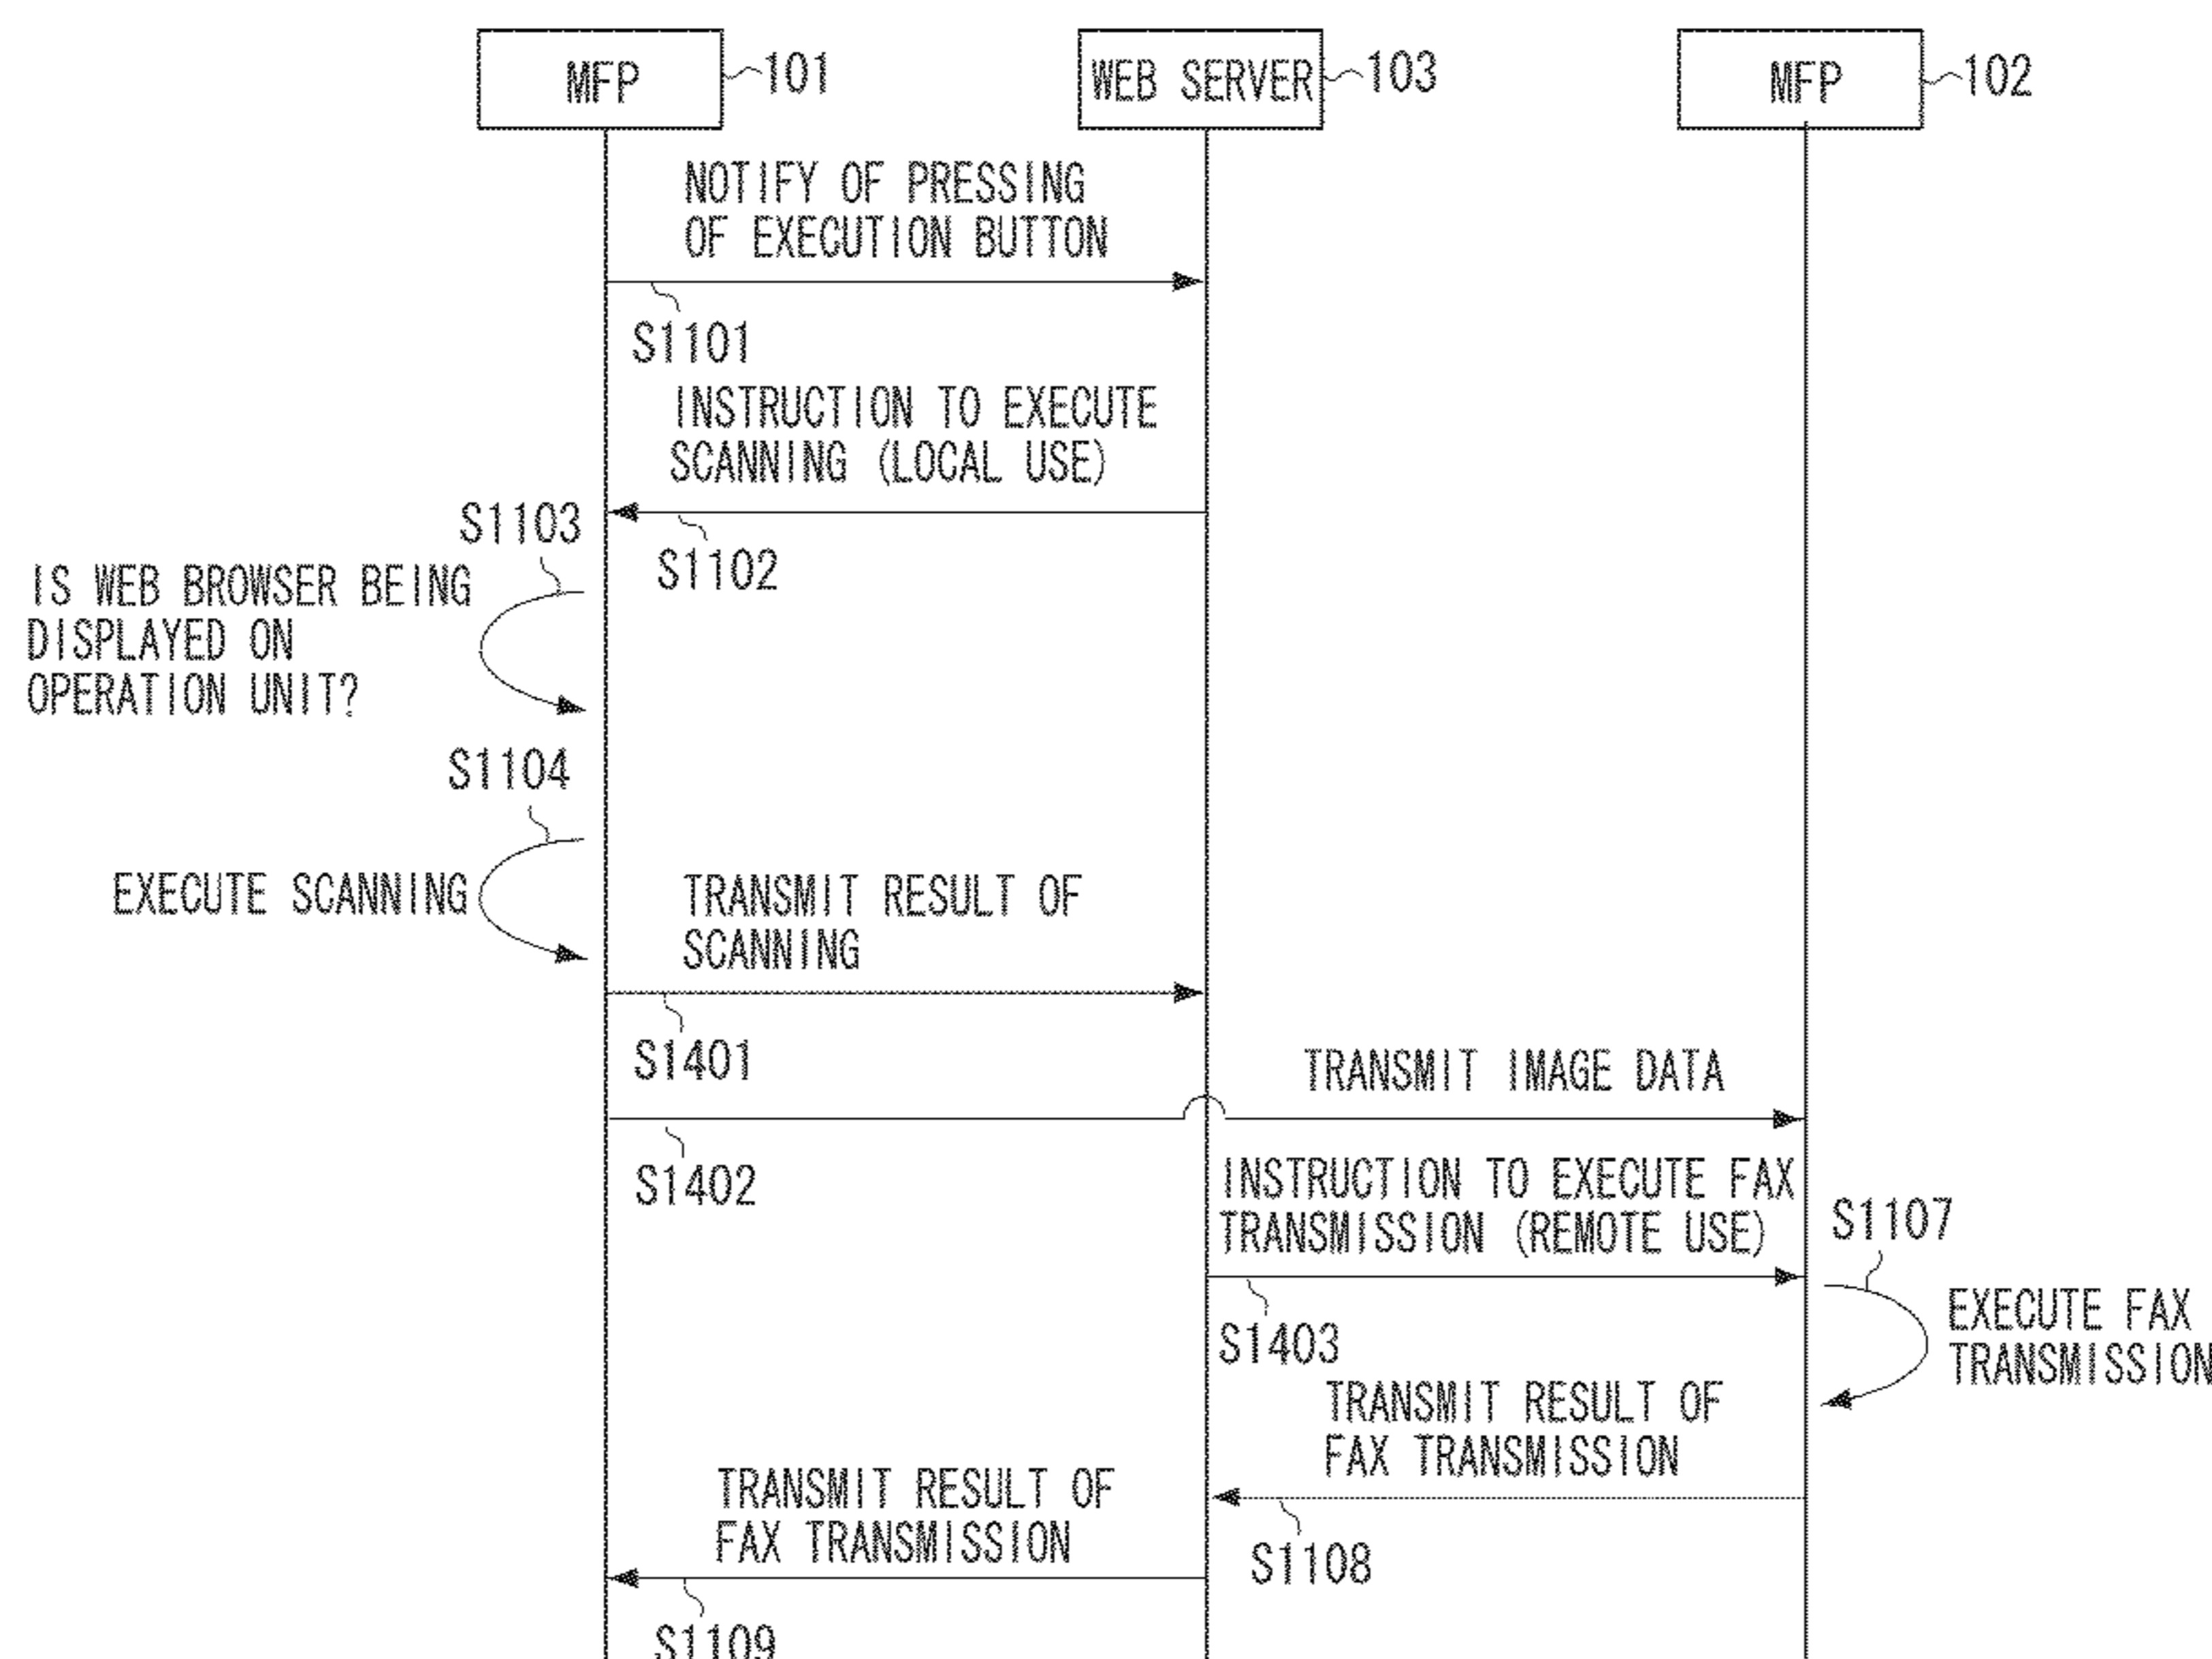 MFP
101
WEB SERVER
103
MFP
102
NOTIFY OF PRESSING
OF EXECUTION BUTTON
S1101
INSTRUCTION TO EXECUTE
SCANNING (LOCAL USE)
S1102
S1103
IS WEB BROWSER BEING
DISPLAYED ON
OPERATION UNIT?
S1104
EXECUTE SCANNING
TRANSMIT RESULT OF
SCANNING
S1401
TRANSMIT IMAGE DATA
S1402
INSTRUCTION TO EXECUTE FAX
TRANSMISSION (REMOTE USE)
S1403
S1107
EXECUTE FAX
TRANSMISSION
TRANSMIT RESULT OF
FAX TRANSMISSION
S1108
TRANSMIT RESULT OF
FAX TRANSMISSION
S1109